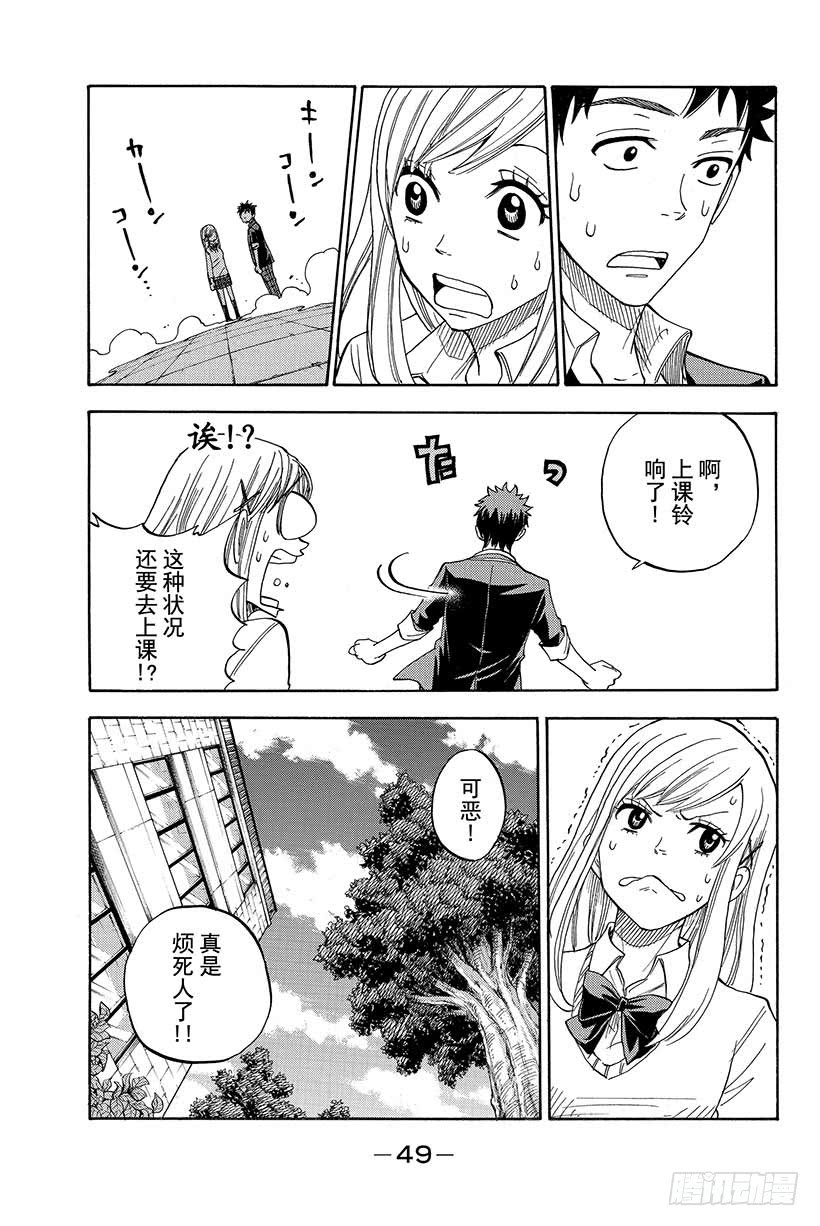 キーンコーンカーンコーン
啊，
上课铃
响了！
たっ
诶！？
这种状况
还要去上课！？
可恶！
真是
烦死人了！！
—49—
腾讯动漫